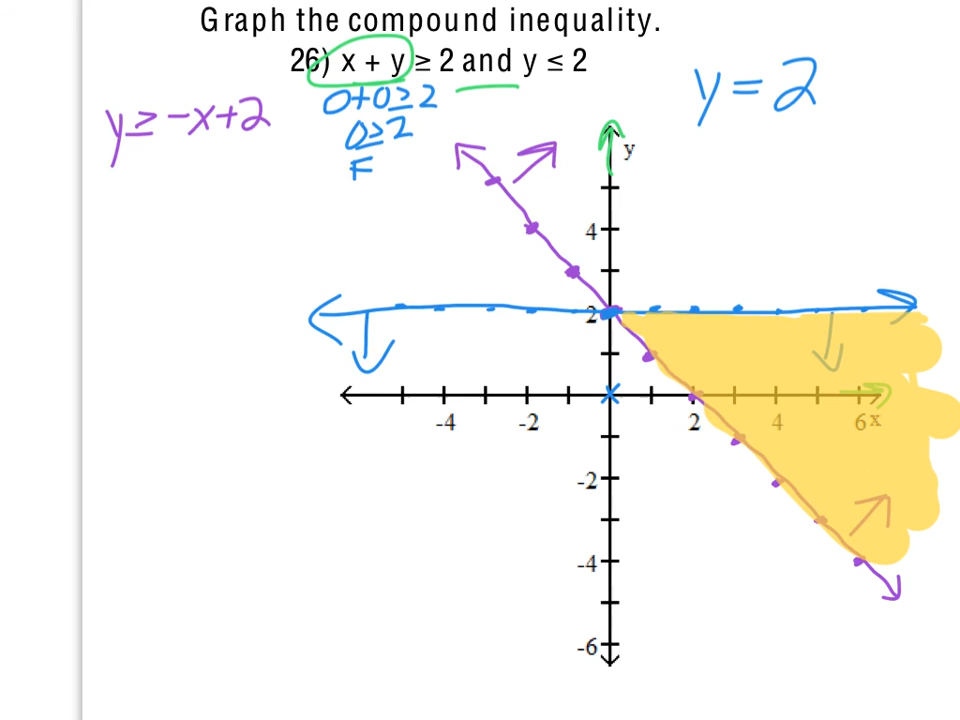 Graph the compound inequality.
26) x + y ≥ 2 and y ≤ 2
y = 2
y ≥ -x+2
0+0 ≥ 2
0 ≥ 2
F
y
4
2
-4 -2 2 4 6 x
-2
-4
-6